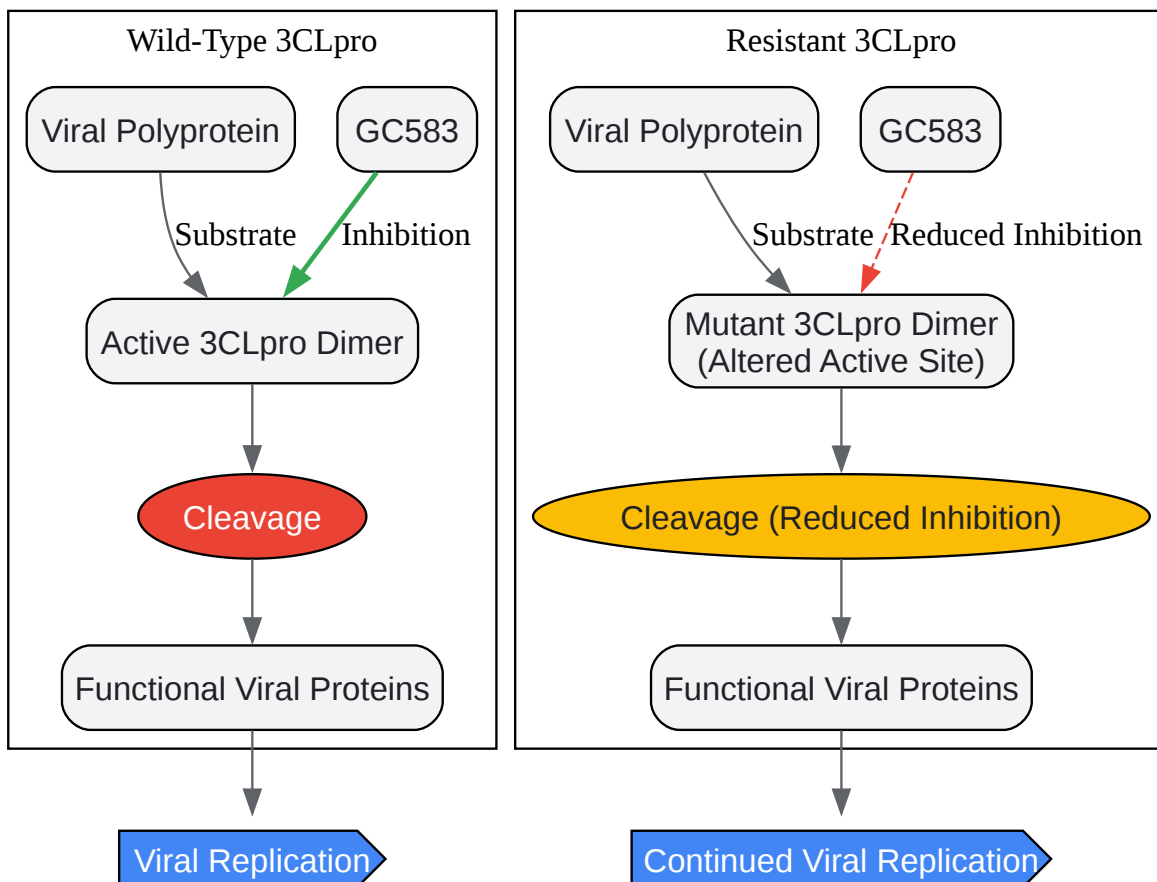 Wild-Type 3CLpro
Viral Polyprotein
GC583
Substrate
Inhibition
Active 3CLpro Dimer
Cleavage
Functional Viral Proteins
Viral Replication
Resistant 3CLpro
Viral Polyprotein
GC583
Substrate
Reduced Inhibition
Mutant 3CLpro Dimer
(Altered Active Site)
Cleavage (Reduced Inhibition)
Functional Viral Proteins
Continued Viral Replication